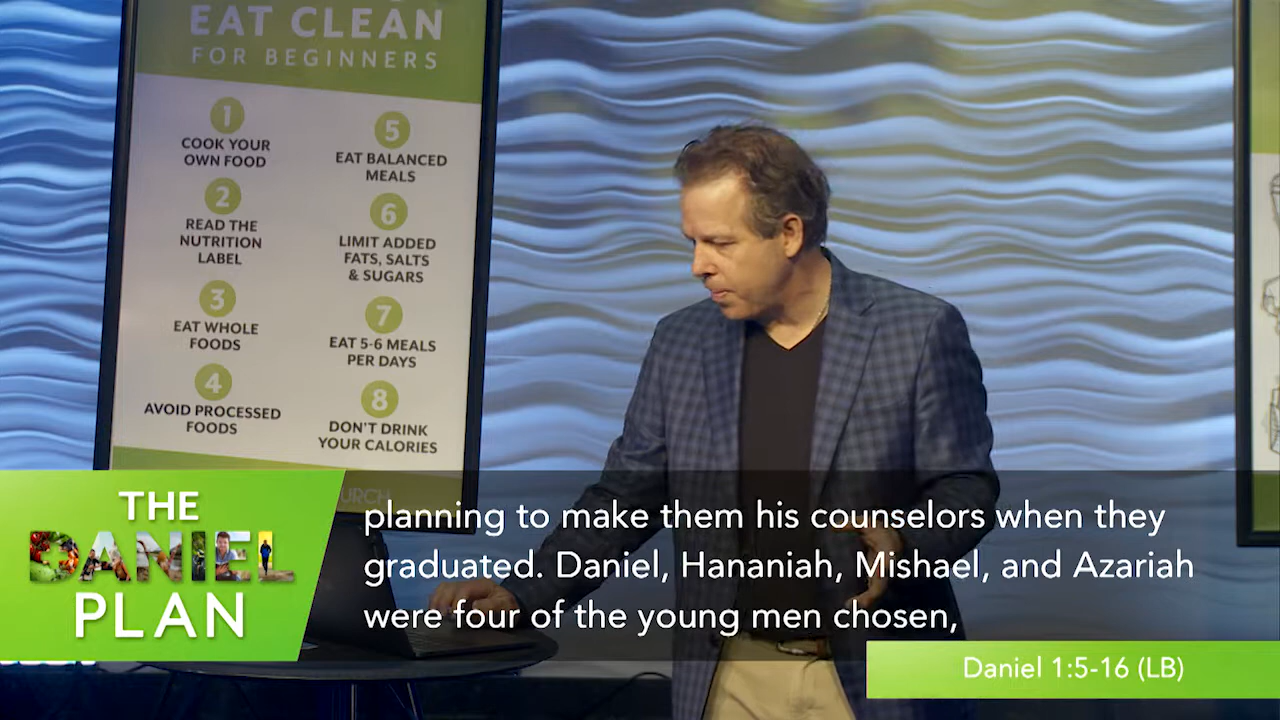 EAT CLEAN
FOR BEGINNERS
1
COOK YOUR
OWN FOOD
2
READ THE
NUTRITION
LABEL
3
EAT WHOLE
FOODS
4
AVOID PROCESSED
FOODS
5
EAT BALANCED
MEALS
6
LIMIT ADDED
FATS, SALTS
& SUGARS
7
EAT 5-6 MEALS
PER DAYS
8
DON'T DRINK
YOUR CALORIES
THE
DANIEL
PLAN
planning to make them his counselors when they
graduated. Daniel, Hananiah, Mishael, and Azariah
were four of the young men chosen,
Daniel 1:5-16 (LB)